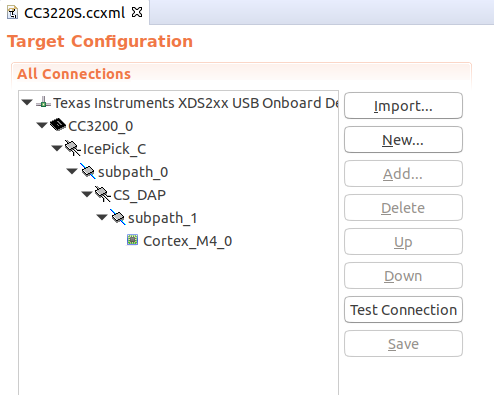 CC3220S.ccxml
Target Configuration
All Connections
Texas Instruments XDS2xx USB Onboard De
CC3200_0
IcePick_C
subpath_0
CS_DAP
subpath_1
Cortex_M4_0
Import...
New...
Add...
Delete
Up
Down
Test Connection
Save